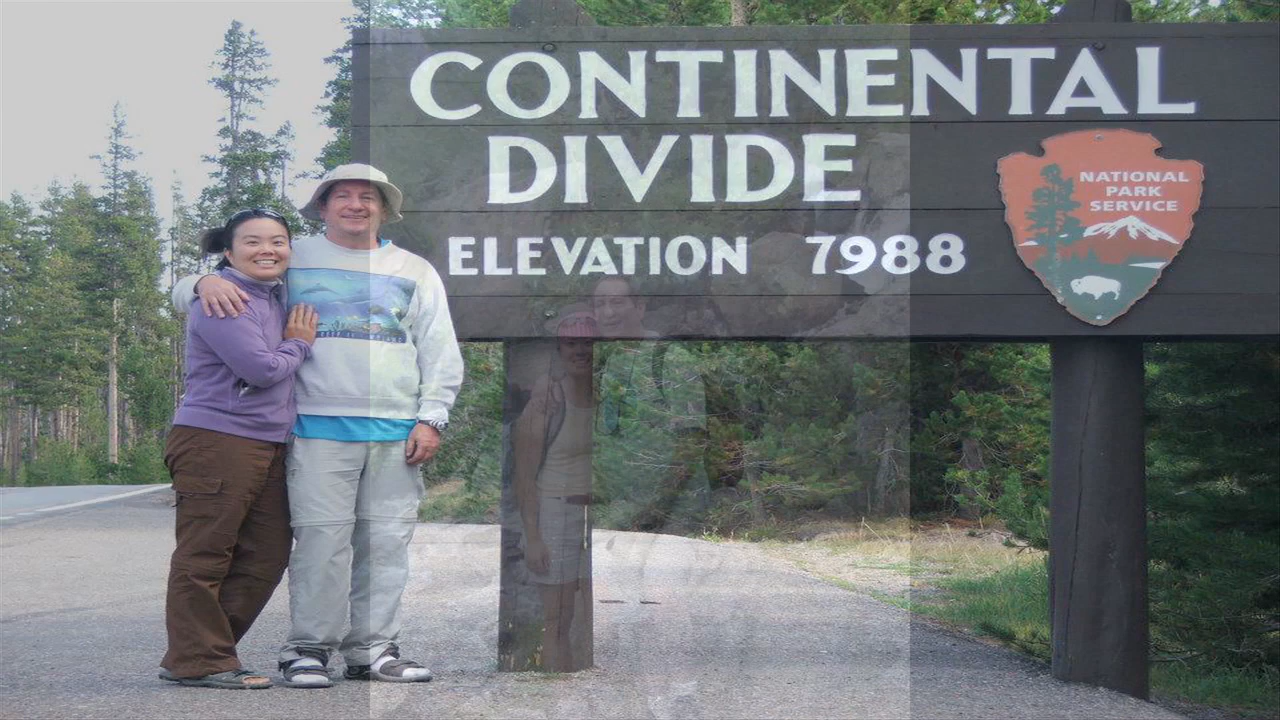 CONTINENTAL
DIVIDE
ELEVATION 7988
NATIONAL
PARK
SERVICE